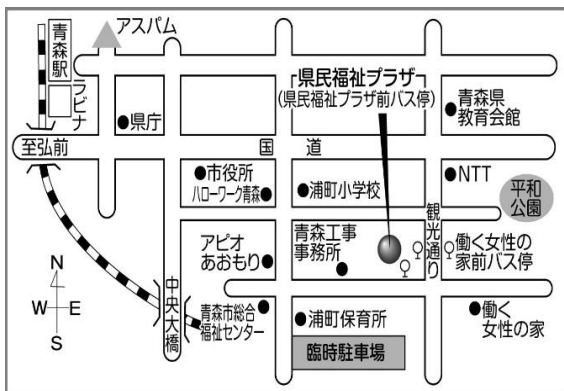 アスパム
青森駅
ラビナ
県庁
県民福祉プラザ
(県民福祉プラザ前バス停)
青森県
教育会館
至弘前
国道
市役所
ハローワーク青森
浦町小学校
NTT
平和
公園
観光通り
アピオ
あおもり
青森工事
事務所
働く女性の
家前バス停
N
W E
S
中央大橋
青森市総合
福祉センター
浦町保育所
働く
女性の家
臨時駐車場